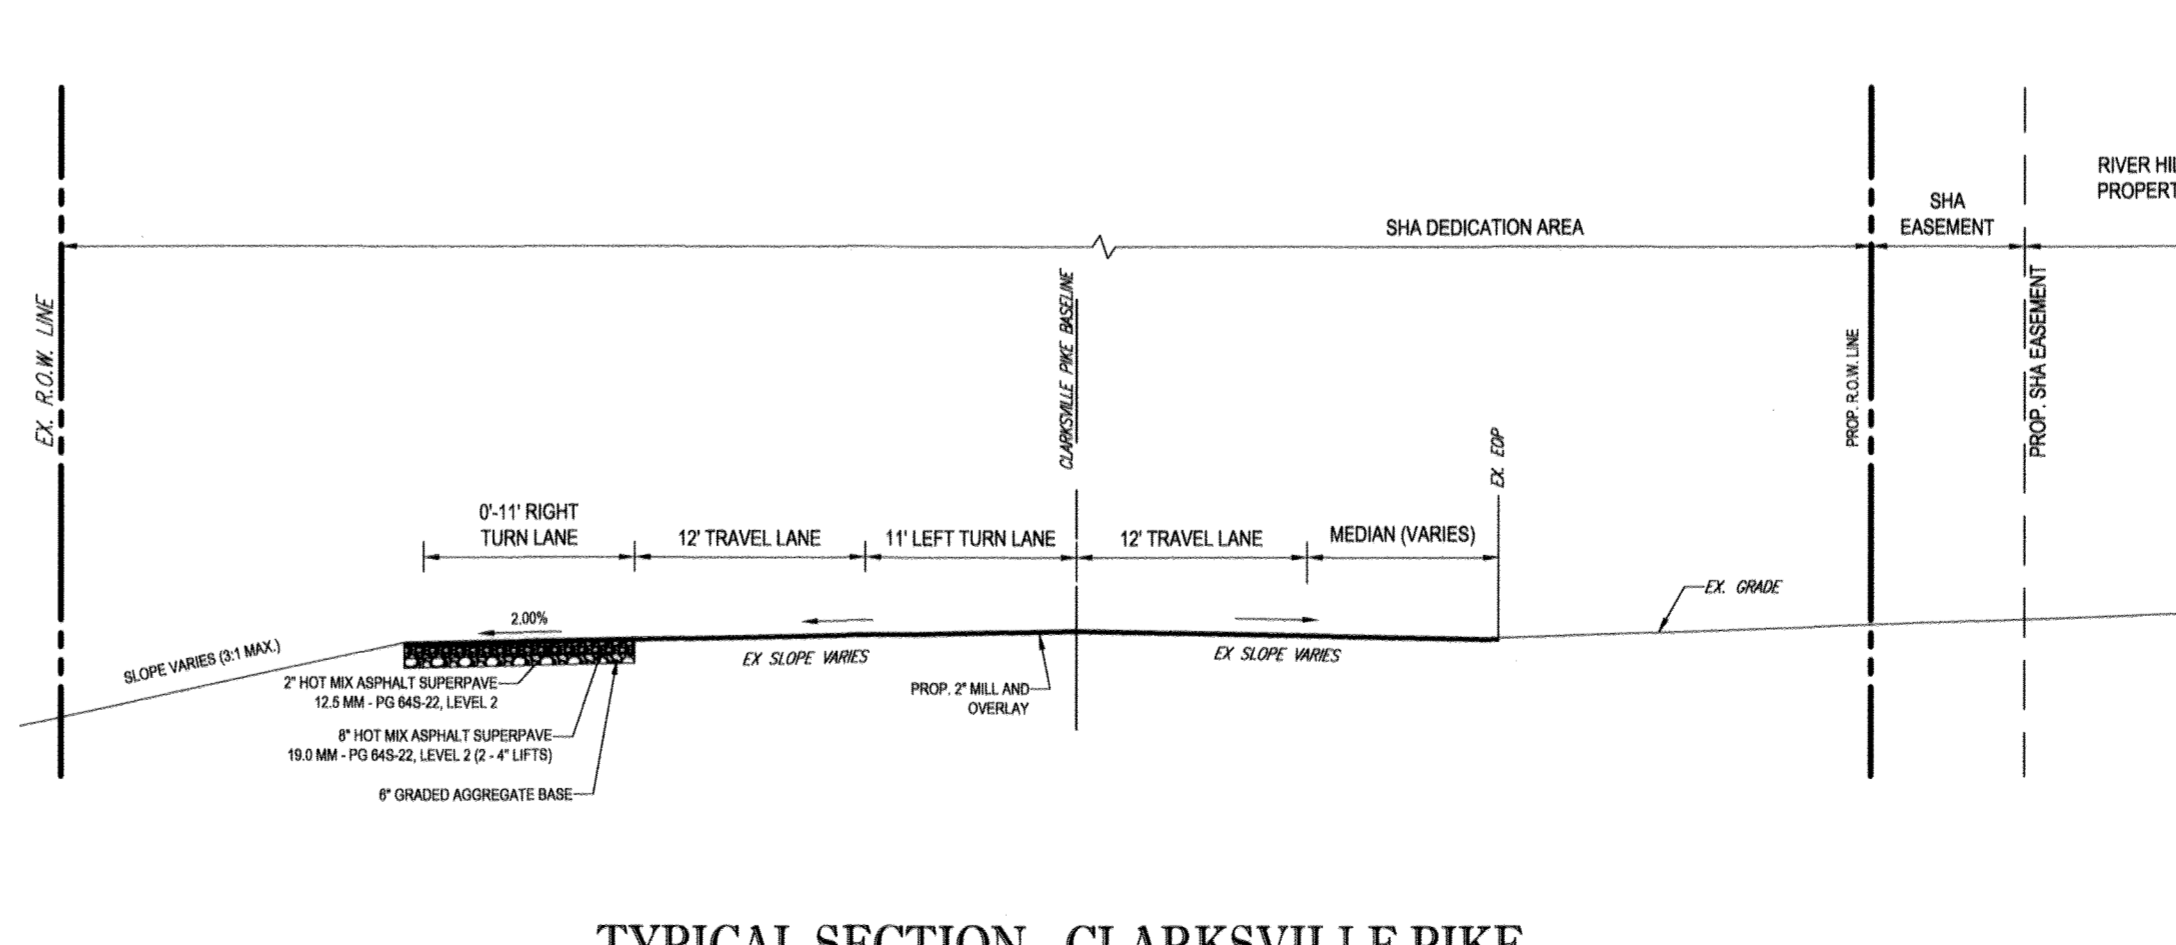 RIVER HIL
PROPERT
SHA
EASEMENT
SHA DEDICATION AREA
EX. R.O.W. LINE
CLARKSVILLE PIKE BASELINE
EX. EOP
PROP. R.O.W. LINE
PROP. SHA EASEMENT
0'-11' RIGHT
TURN LANE
12' TRAVEL LANE
11' LEFT TURN LANE
12' TRAVEL LANE
MEDIAN (VARIES)
EX. GRADE
2.00%
SLOPE VARIES (3:1 MAX.)
EX SLOPE VARIES
EX SLOPE VARIES
2" HOT MIX ASPHALT SUPERPAVE
12.5 MM - PG 64S-22, LEVEL 2
PROP. 2" MILL AND
OVERLAY
8" HOT MIX ASPHALT SUPERPAVE
19.0 MM - PG 64S-22, LEVEL 2 (2 - 4" LIFTS)
6" GRADED AGGREGATE BASE
TYPICAL SECTION - CLARKSVILLE PIKE